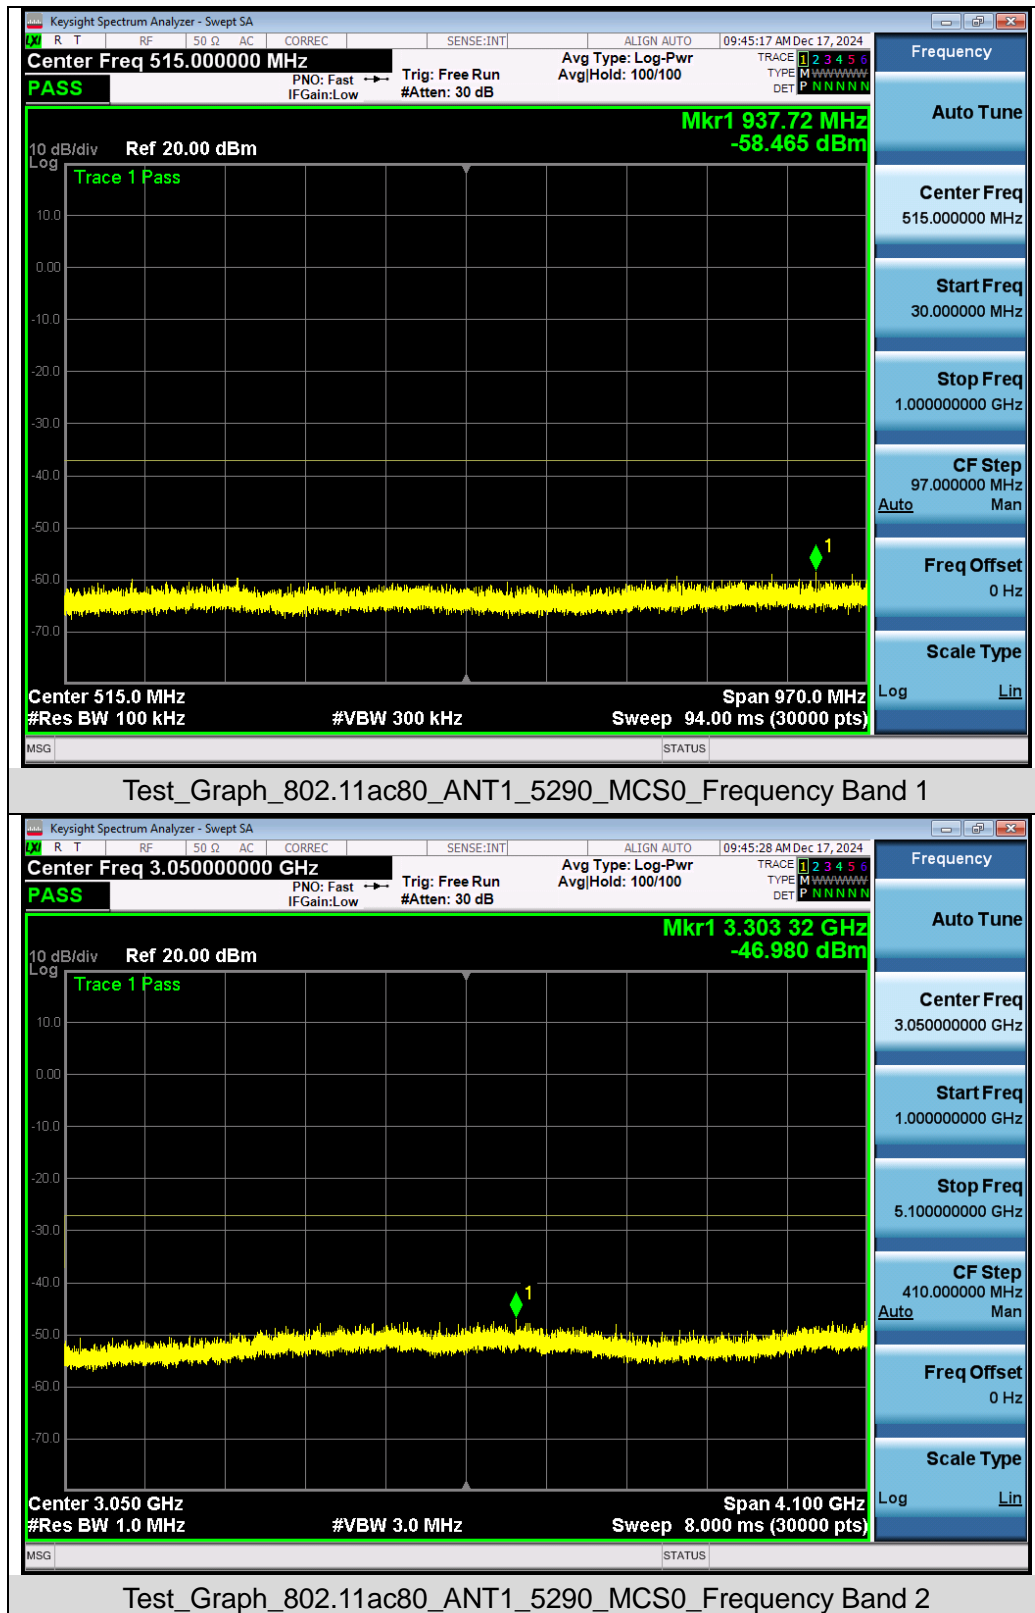 Keysight Spectrum Analyzer - Swept SA
LXI R T RF 50 Ω AC CORREC SENSE:INT ALIGN AUTO 09:45:17 AM Dec 17, 2024
Center Freq 515.000000 MHz
PASS
PNO: Fast
IFGain:Low
Trig: Free Run
#Atten: 30 dB
Avg Type: Log-Pwr
Avg|Hold: 100/100
TRACE 1 2 3 4 5 6
TYPE M W W W W W
DET P N N N N N
Mkr1 937.72 MHz
-58.465 dBm
10 dB/div Ref 20.00 dBm
Log
Trace 1 Pass
10.0
0.00
-10.0
-20.0
-30.0
-40.0
-50.0
1
-60.0
-70.0
Center 515.0 MHz Span 970.0 MHz
#Res BW 100 kHz #VBW 300 kHz Sweep 94.00 ms (30000 pts)
MSG STATUS
Frequency
Auto Tune
Center Freq
515.000000 MHz
Start Freq
30.000000 MHz
Stop Freq
1.000000000 GHz
CF Step
97.000000 MHz
Auto Man
Freq Offset
0 Hz
Scale Type
Log Lin
Test_Graph_802.11ac80_ANT1_5290_MCS0_Frequency Band 1
Keysight Spectrum Analyzer - Swept SA
LXI R T RF 50 Ω AC CORREC SENSE:INT ALIGN AUTO 09:45:28 AM Dec 17, 2024
Center Freq 3.050000000 GHz
PASS
PNO: Fast
IFGain:Low
Trig: Free Run
#Atten: 30 dB
Avg Type: Log-Pwr
Avg|Hold: 100/100
TRACE 1 2 3 4 5 6
TYPE M W W W W W
DET P N N N N N
Mkr1 3.303 32 GHz
-46.980 dBm
10 dB/div Ref 20.00 dBm
Log
Trace 1 Pass
10.0
0.00
-10.0
-20.0
-30.0
-40.0
1
-50.0
-60.0
-70.0
Center 3.050 GHz Span 4.100 GHz
#Res BW 1.0 MHz #VBW 3.0 MHz Sweep 8.000 ms (30000 pts)
MSG STATUS
Frequency
Auto Tune
Center Freq
3.050000000 GHz
Start Freq
1.000000000 GHz
Stop Freq
5.100000000 GHz
CF Step
410.000000 MHz
Auto Man
Freq Offset
0 Hz
Scale Type
Log Lin
Test_Graph_802.11ac80_ANT1_5290_MCS0_Frequency Band 2